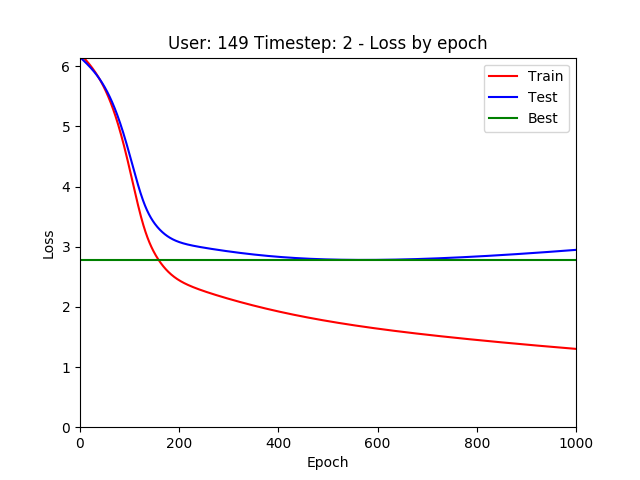 User: 149 Timestep: 2 - Loss by epoch
Train
Test
Best
Loss
6
5
4
3
2
1
0
0 200 400 600 800 1000
Epoch